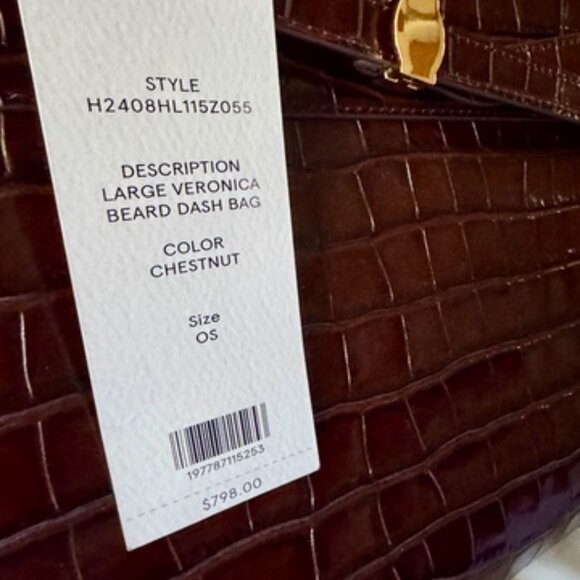 STYLE
H2408HL115Z055
DESCRIPTION
LARGE VERONICA
BEARD DASH BAG
COLOR
CHESTNUT
Size
OS
197787115253
$798.00